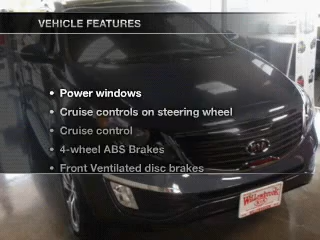 VEHICLE FEATURES
• Power windows
• Cruise controls on steering wheel
• Cruise control
• 4-wheel ABS Brakes
• Front Ventilated disc brakes
KIA